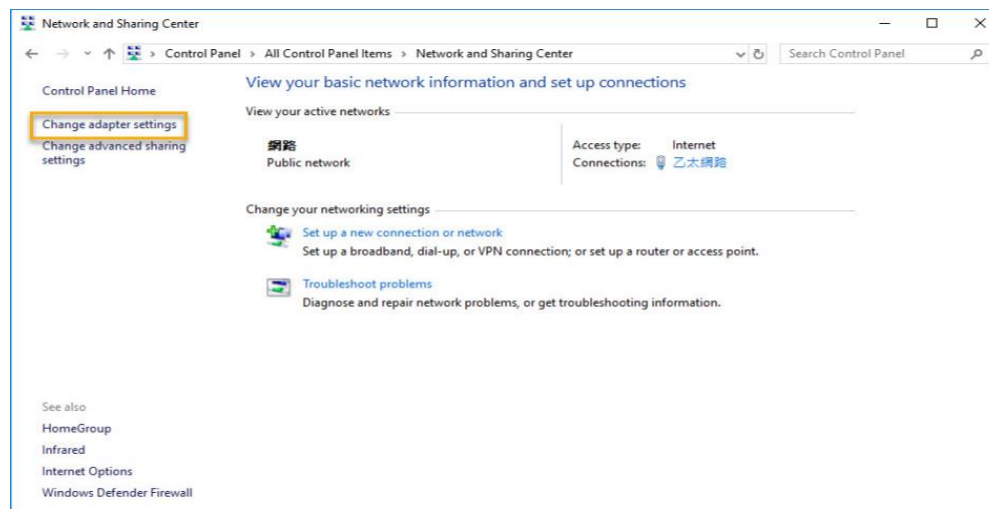 Network and Sharing Center
Control Panel > All Control Panel Items > Network and Sharing Center
Search Control Panel
Control Panel Home
Change adapter settings
Change advanced sharing
settings
View your basic network information and set up connections
View your active networks
網路
Public network
Access type: Internet
Connections: 乙太網路
Change your networking settings
Set up a new connection or network
Set up a broadband, dial-up, or VPN connection; or set up a router or access point.
Troubleshoot problems
Diagnose and repair network problems, or get troubleshooting information.
See also
HomeGroup
Infrared
Internet Options
Windows Defender Firewall